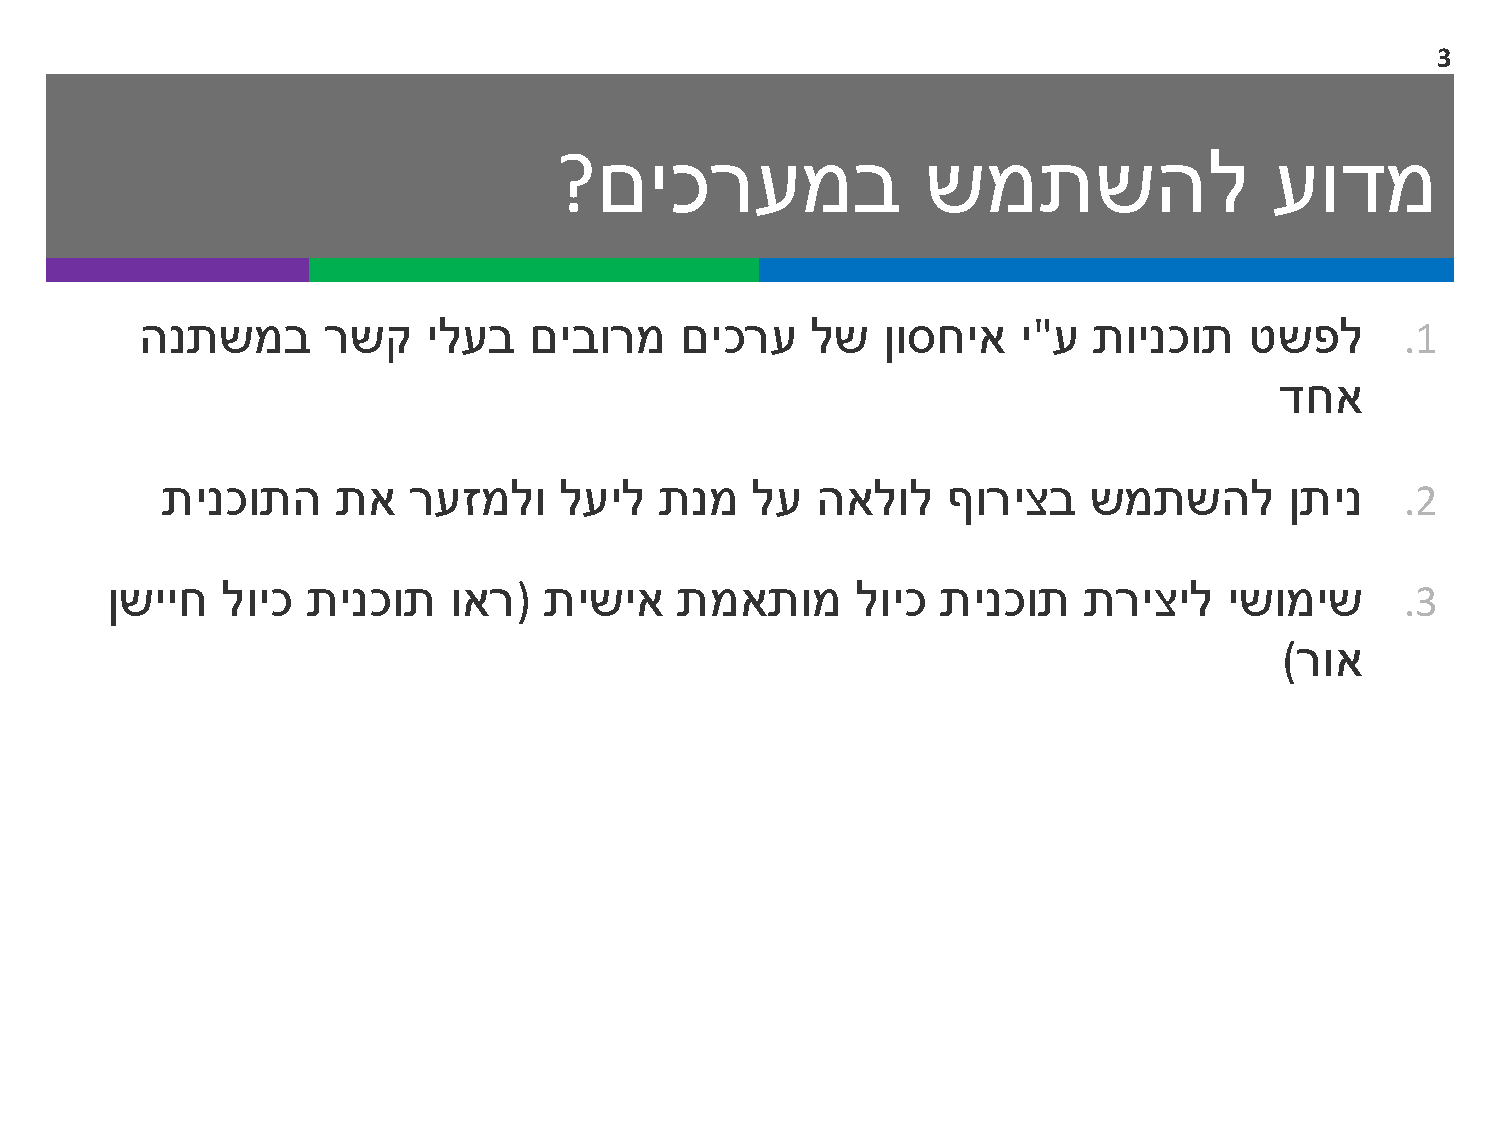 3
מדוע להשתמש במערכים?
1. לפשט תוכניות ע"י איחסון של ערכים מרובים בעלי קשר במשתנה
אחד
2. ניתן להשתמש בצירוף לולאה על מנת ליעל ולמזער את התוכנית
3. שימושי ליצירת תוכנית כיול מותאמת אישית (ראו תוכנית כיול חיישן
אור)